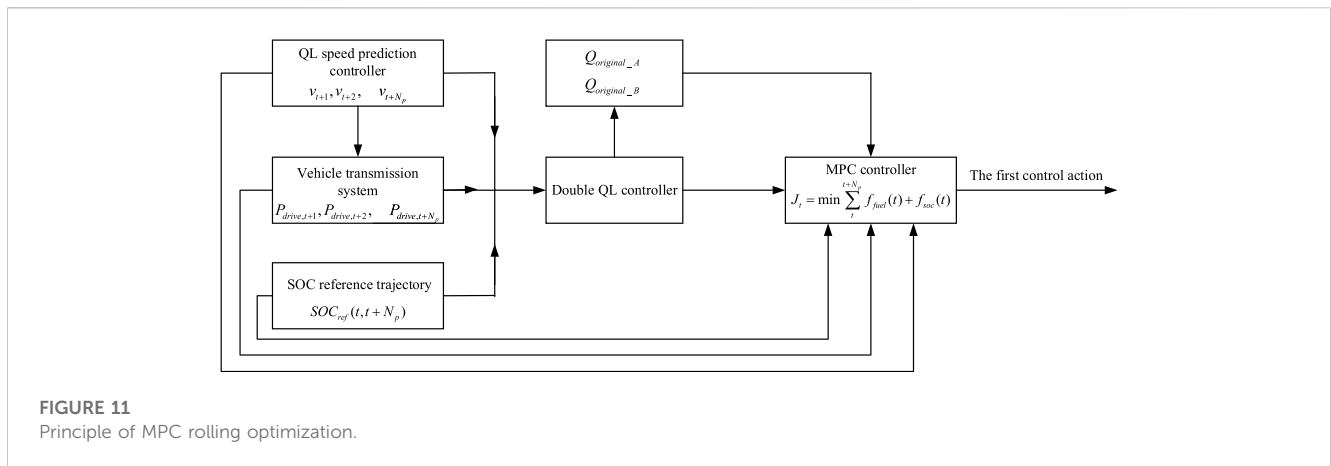 QL speed prediction
controller
v_{t+1}, v_{t+2}, v_{t+N_p}
Vehicle transmission
system
P_{drive,t+1}, P_{drive,t+2}, P_{drive,t+N_p}
SOC reference trajectory
SOC_{ref}(t,t+N_p)
Q_{original_A}
Q_{original_B}
Double QL controller
MPC controller
J_t = min \sum_{t}^{t+N_p} f_{fuel}(t) + f_{soc}(t)
The first control action
FIGURE 11
Principle of MPC rolling optimization.